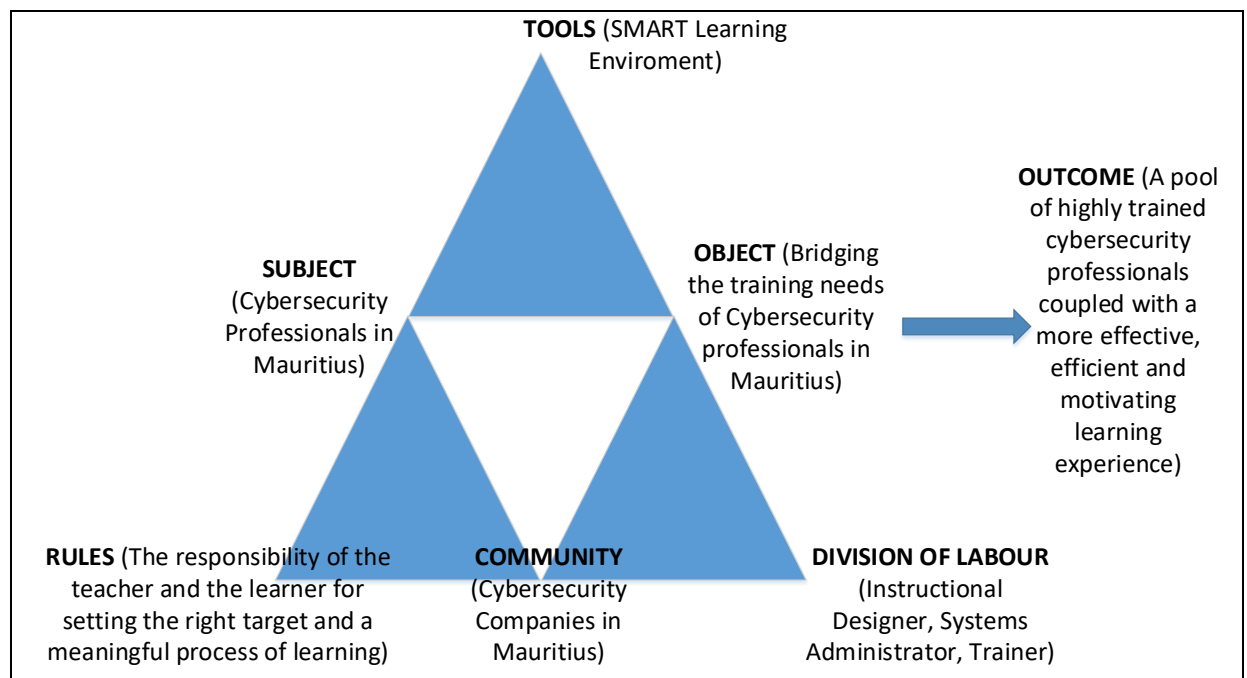 TOOLS (SMART Learning
Enviroment)
OUTCOME (A pool
of highly trained
cybersecurity
professionals
coupled with a
more effective,
efficient and
motivating
learning
experience)
SUBJECT
(Cybersecurity
Professionals in
Mauritius)
OBJECT (Bridging
the training needs
of Cybersecurity
professionals in
Mauritius)
RULES (The responsibility of the
teacher and the learner for
setting the right target and a
meaningful process of learning)
COMMUNITY
(Cybersecurity
Companies in
Mauritius)
DIVISION OF LABOUR
(Instructional
Designer, Systems
Administrator, Trainer)